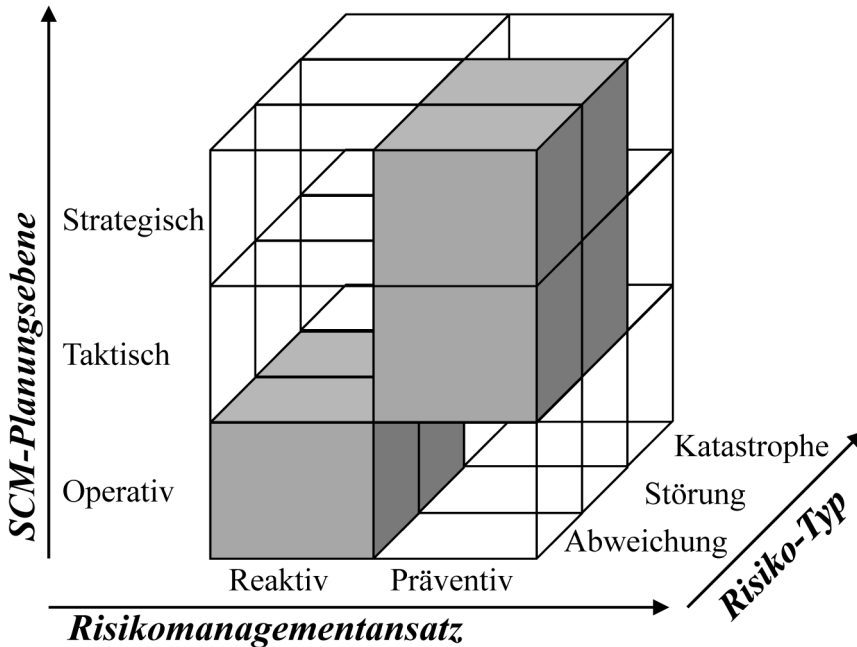 SCM-Planungsebene
Strategisch
Taktisch
Operativ
Reaktiv
Präventiv
Risikomanagementansatz
Katastrophe
Störung
Abweichung
Risiko-Typ